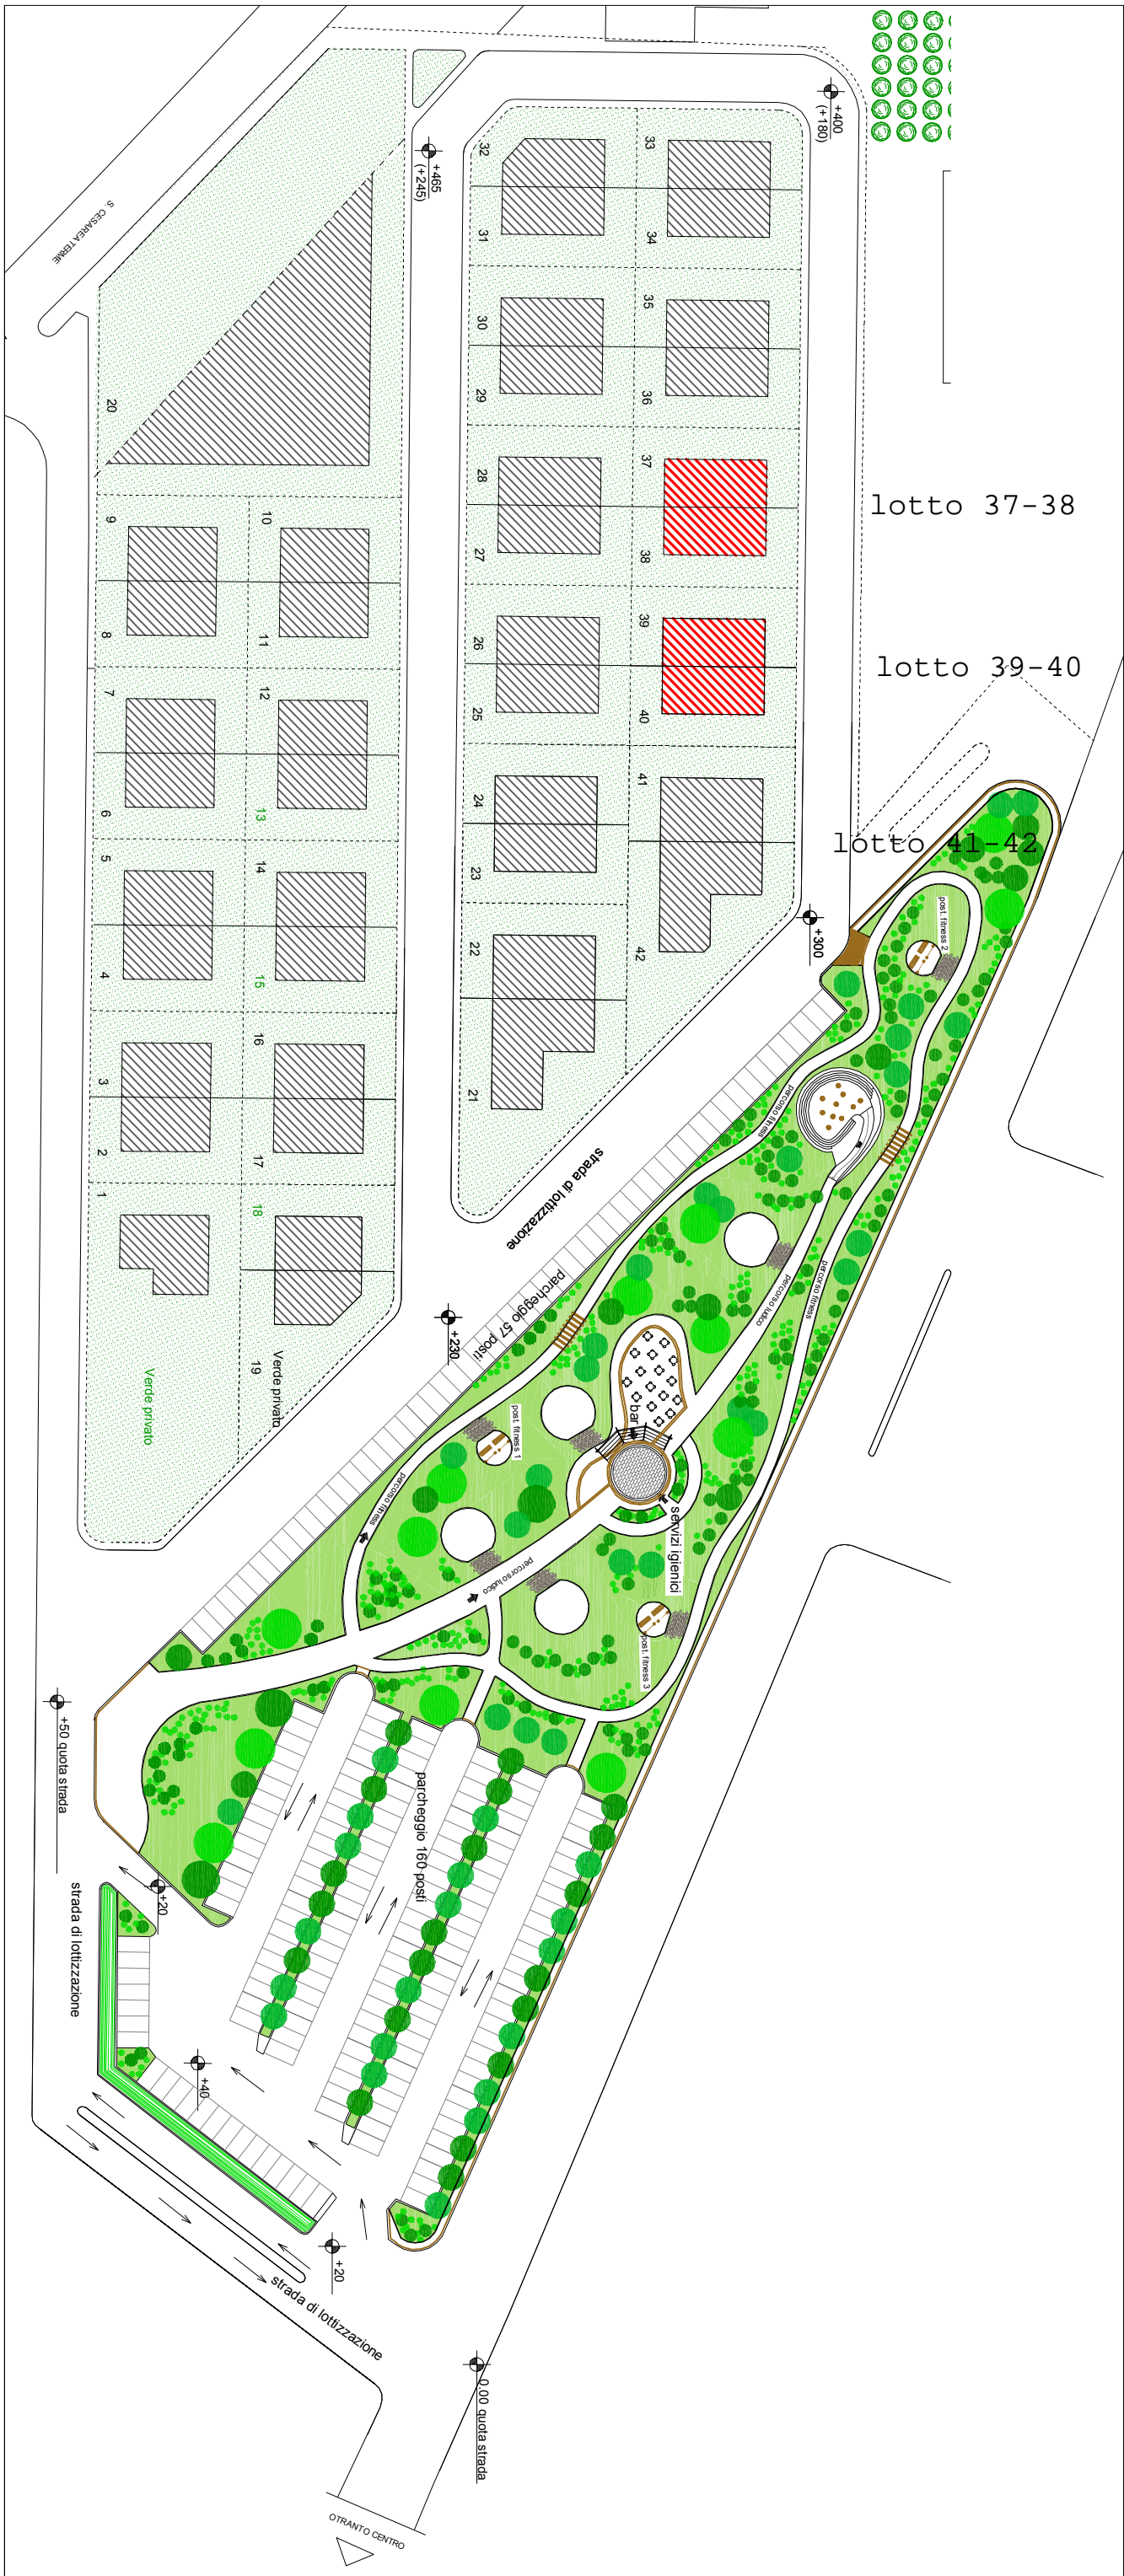 +400
(+180)
+465
(+245)
S. CESAREA TERME
32
33
31
34
30
35
29
36
20
28
37
lotto 37-38
27
38
9
10
8
11
26
39
lotto 39-40
25
40
7
12
6
13
24
41
lotto 41-42
23
5
14
22
42
4
15
+300
post. fitness 2
3
16
21
2
17
1
18
percorso fitness
strada di lottizzazione
parcheggio 57 posti
percorso ludico
percorso fitness
+230
19
Verde privato
Verde privato
bar
post. fitness 1
percorso fitness
servizi igienici
percorso ludico
post. fitness 3
+50 quota strada
parcheggio 160 posti
+20
strada di lottizzazione
+40
+20
strada di lottizzazione
0.00 quota strada
OTRANTO CENTRO